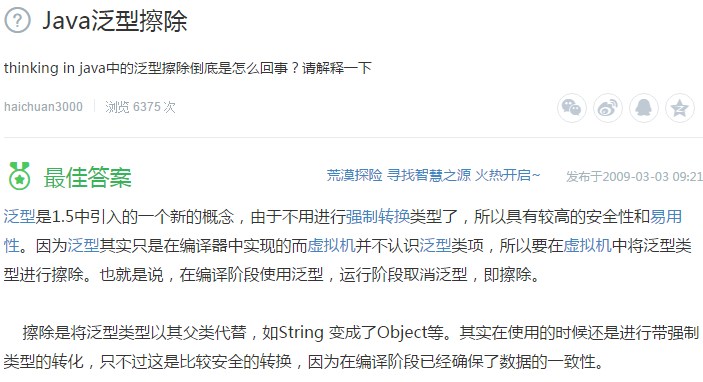 Java泛型擦除
thinking in java中的泛型擦除倒底是怎么回事？请解释一下
haichuan3000 浏览 6375 次
最佳答案 荒漠探险 寻找智慧之源 火热开启~ 发布于2009-03-03 09:21
泛型是1.5中引入的一个新的概念，由于不用进行强制转换类型了，所以具有较高的安全性和易用
性。因为泛型其实只是在编译器中实现的而虚拟机并不认识泛型类项，所以要在虚拟机中将泛型类
型进行擦除。也就是说，在编译阶段使用泛型，运行阶段取消泛型，即擦除。
擦除是将泛型类型以其父类代替，如String 变成了Object等。其实在使用的时候还是进行带强制
类型的转化，只不过这是比较安全的转换，因为在编译阶段已经确保了数据的一致性。